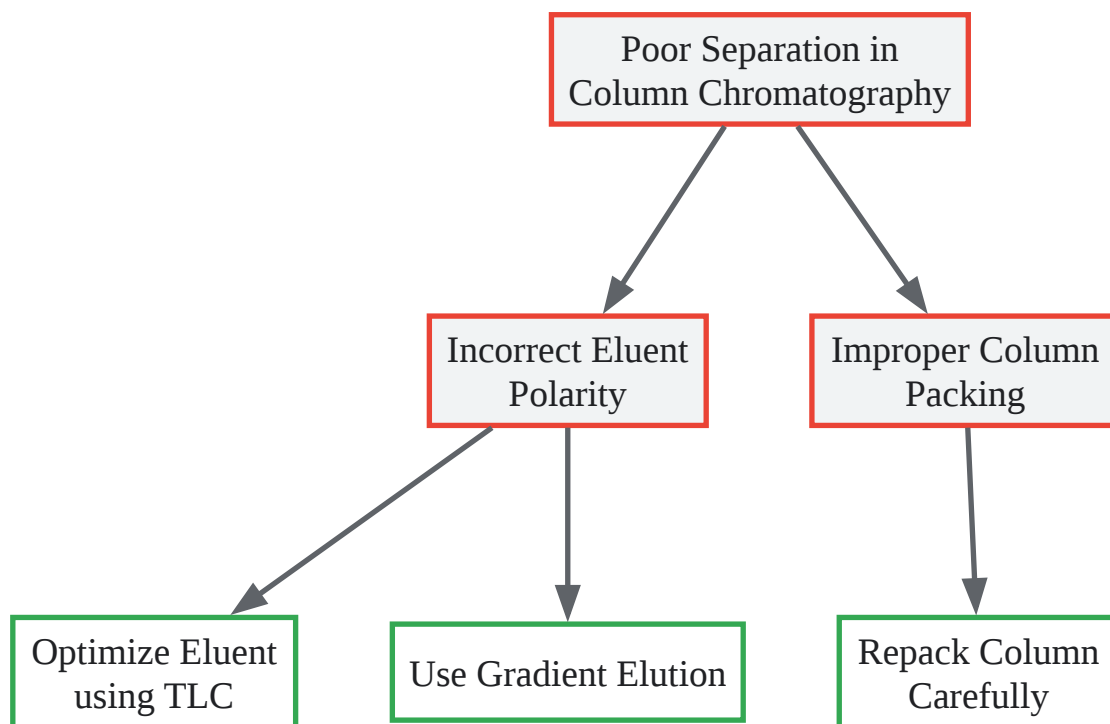 Poor Separation in
Column Chromatography
Incorrect Eluent
Polarity
Improper Column
Packing
Optimize Eluent
using TLC
Use Gradient Elution
Repack Column
Carefully